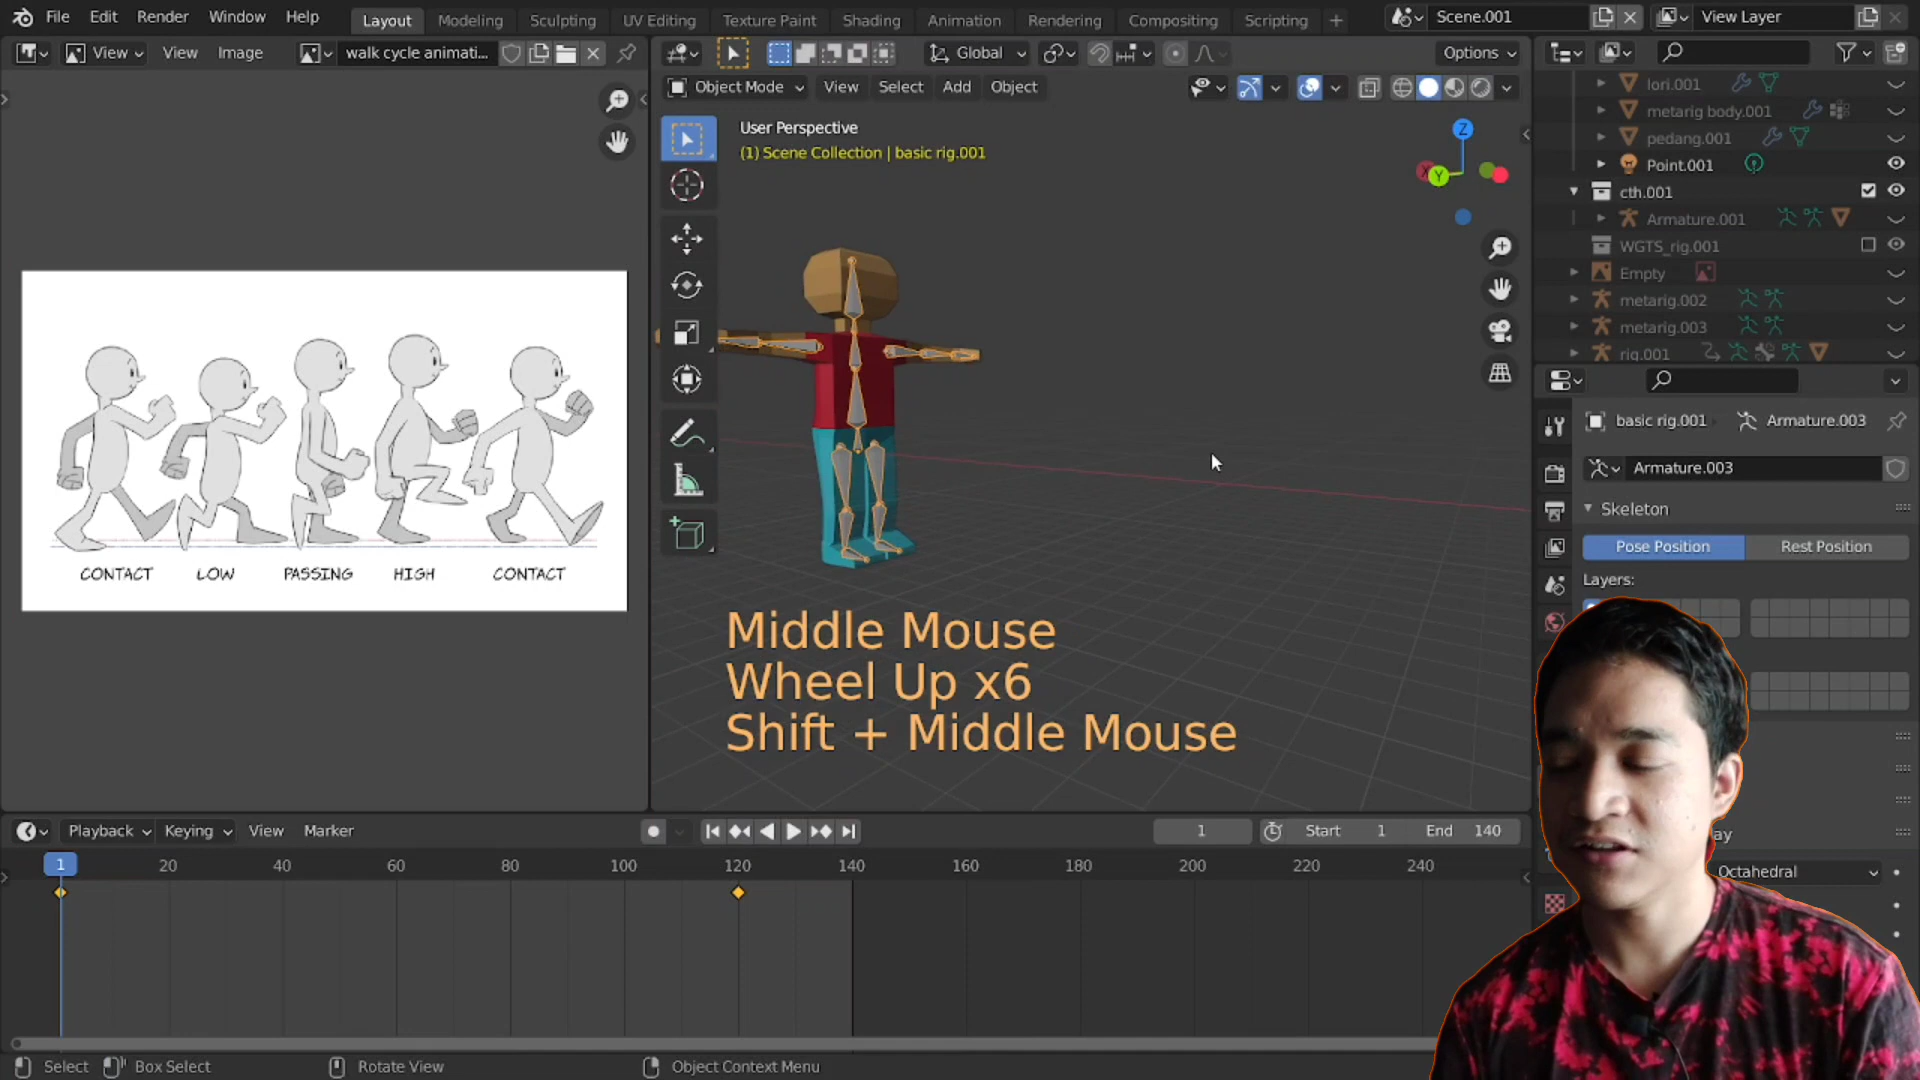 File Edit Render Window Help Layout Modeling Sculpting UV Editing Texture Paint Shading Animation Rendering Compositing Scripting + Scene.001 View Layer
View View Image walk cycle animati... Global Options
Object Mode View Select Add Object
User Perspective
(1) Scene Collection | basic rig.001
Z
X
Y
lori.001
metarig body.001
pedang.001
Point.001
cth.001
Armature.001
WGTS_rig.001
Empty
metarig.002
metarig.003
rig.001
CONTACT LOW PASSING HIGH CONTACT
basic rig.001 Armature.003
Armature.003
Skeleton
Pose Position Rest Position
Layers:
ay
Octahedral
Middle Mouse
Wheel Up x6
Shift + Middle Mouse
Playback Keying View Marker 1 Start 1 End 140
1 20 40 60 80 100 120 140 160 180 200 220 240
Select Box Select Rotate View Object Context Menu